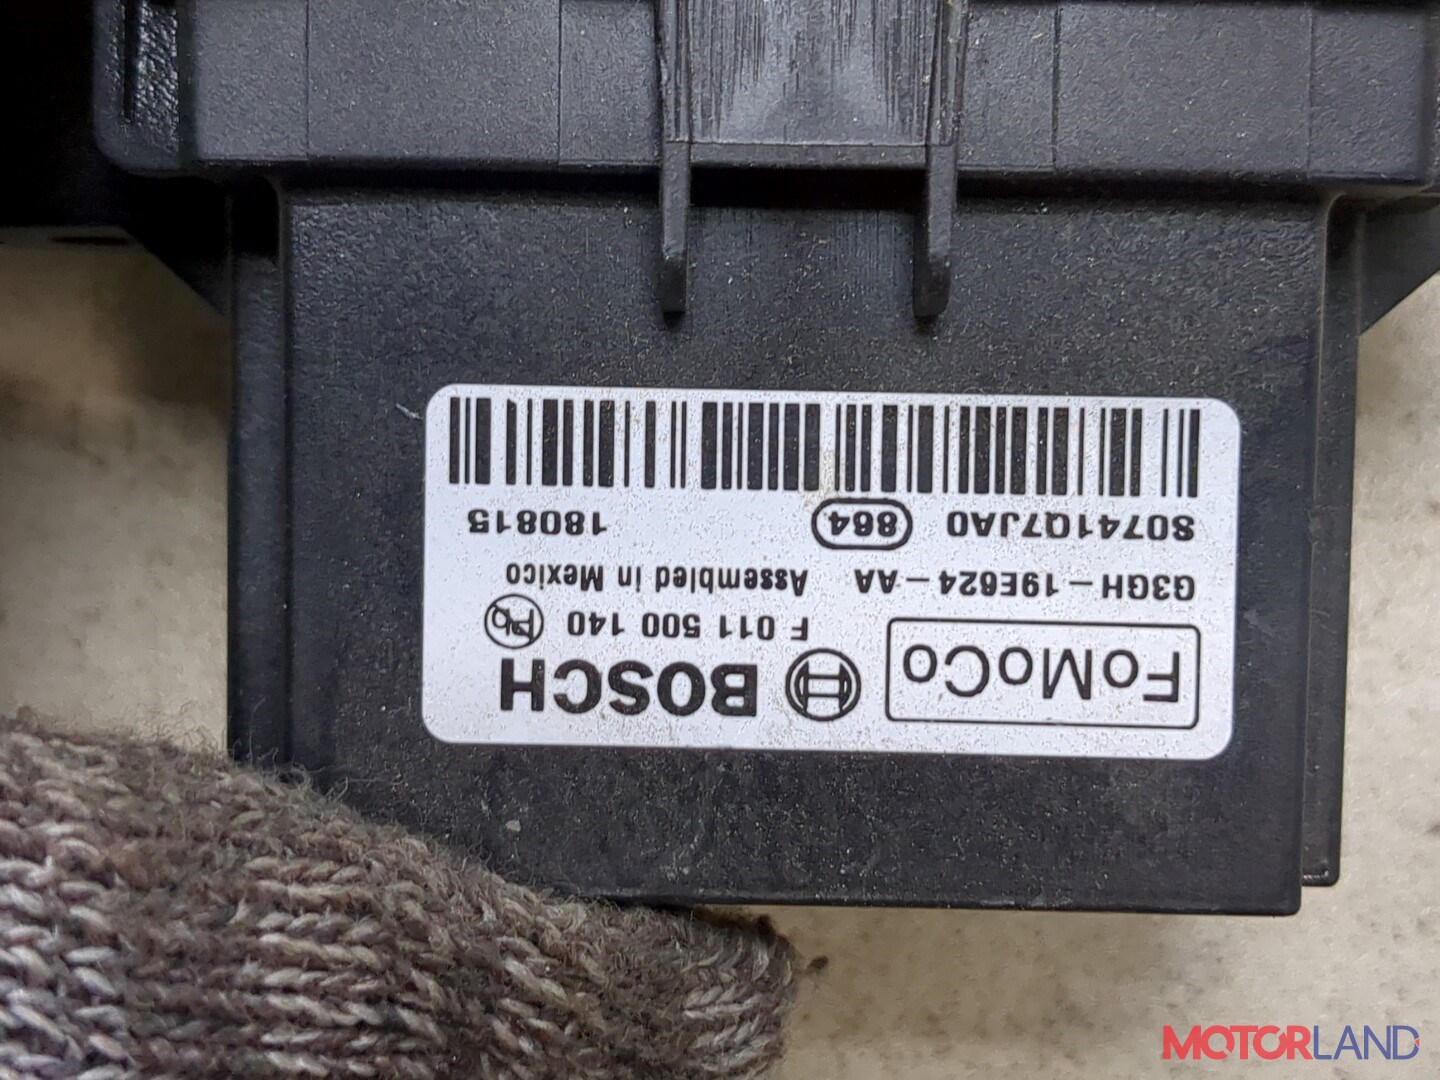 FoMoCo BOSCH
F 011 500 140 Pb
G3GH-19E624-AA Assembled in Mexico
S0741Q7JA0 864 180815
MOTORLAND